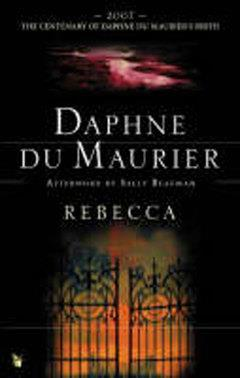 2007
THE CENTENARY OF DAPHNE DU MAURIER'S BIRTH
DAPHNE
DU MAURIER
AFTERWORD BY SALLY BEAUMAN
REBECCA